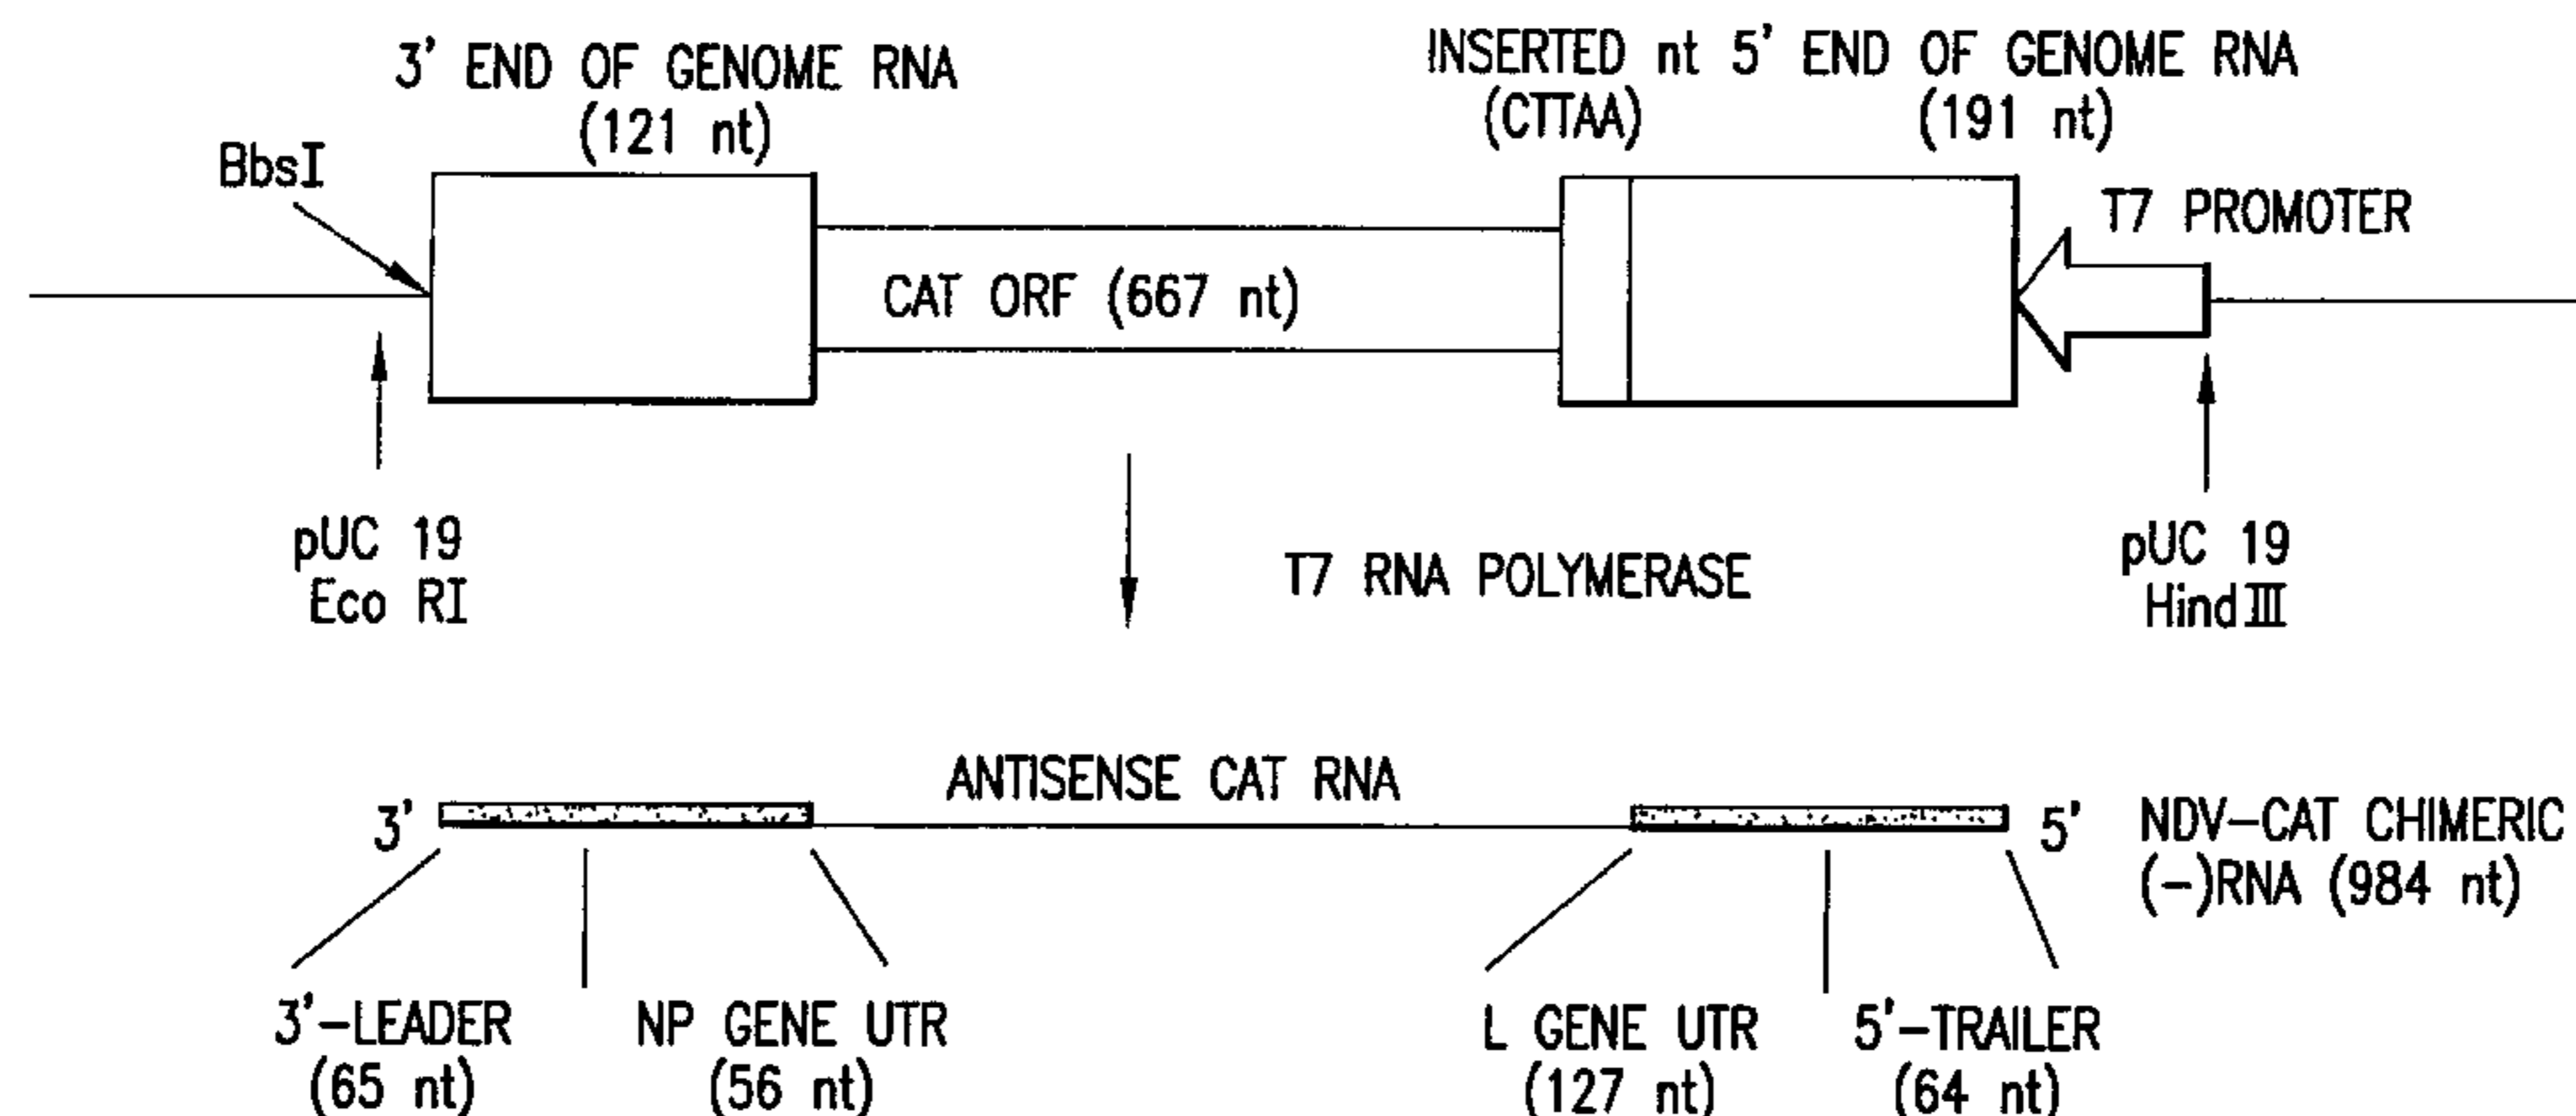 3' END OF GENOME RNA
(121 nt)
INSERTED nt 5' END OF GENOME RNA
(CTTAA)
(191 nt)
BbsI
T7 PROMOTER
CAT ORF (667 nt)
pUC 19
Eco RI
T7 RNA POLYMERASE
pUC 19
HindIII
ANTISENSE CAT RNA
3'
5'
NDV-CAT CHIMERIC
(-)RNA (984 nt)
3'-LEADER
(65 nt)
NP GENE UTR
(56 nt)
L GENE UTR
(127 nt)
5'-TRAILER
(64 nt)